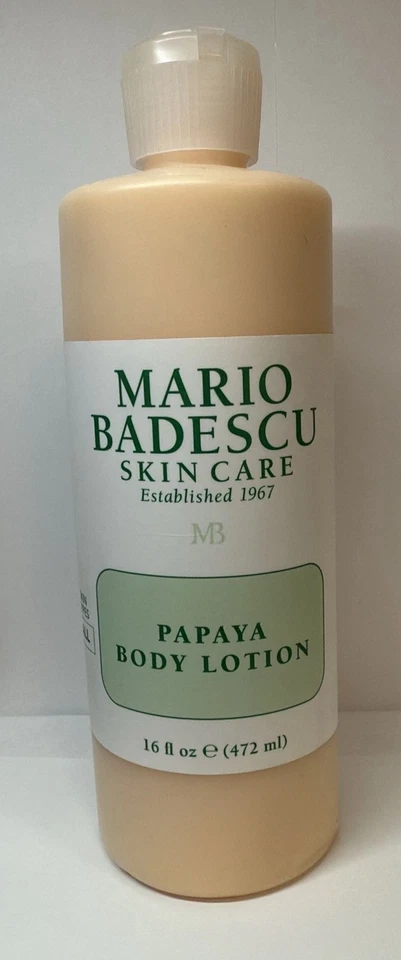 MARIO
BADESCU
SKIN CARE
Established 1967
MB
PAPAYA
BODY LOTION
16 fl oz e (472 ml)